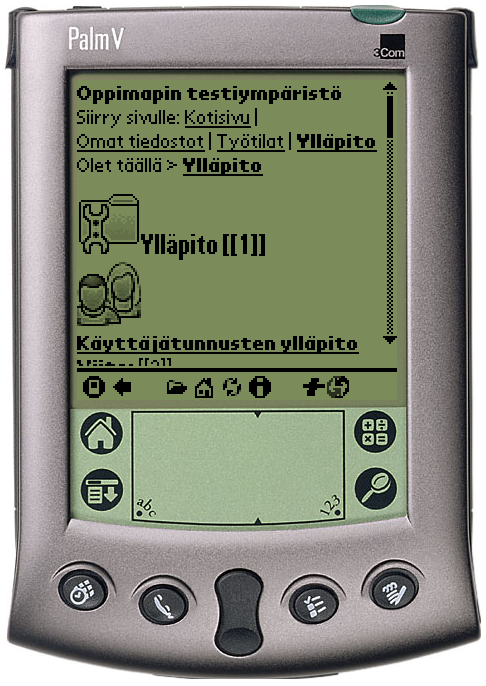 Palm V
3Com
Oppimapin testiympäristö
Siirry sivulle: Kotisivu |
Omat tiedostot | Työtilat | Ylläpito
Olet täällä > Ylläpito
Ylläpito [[1]]
Käyttäjätunnusten ylläpito
abc
123